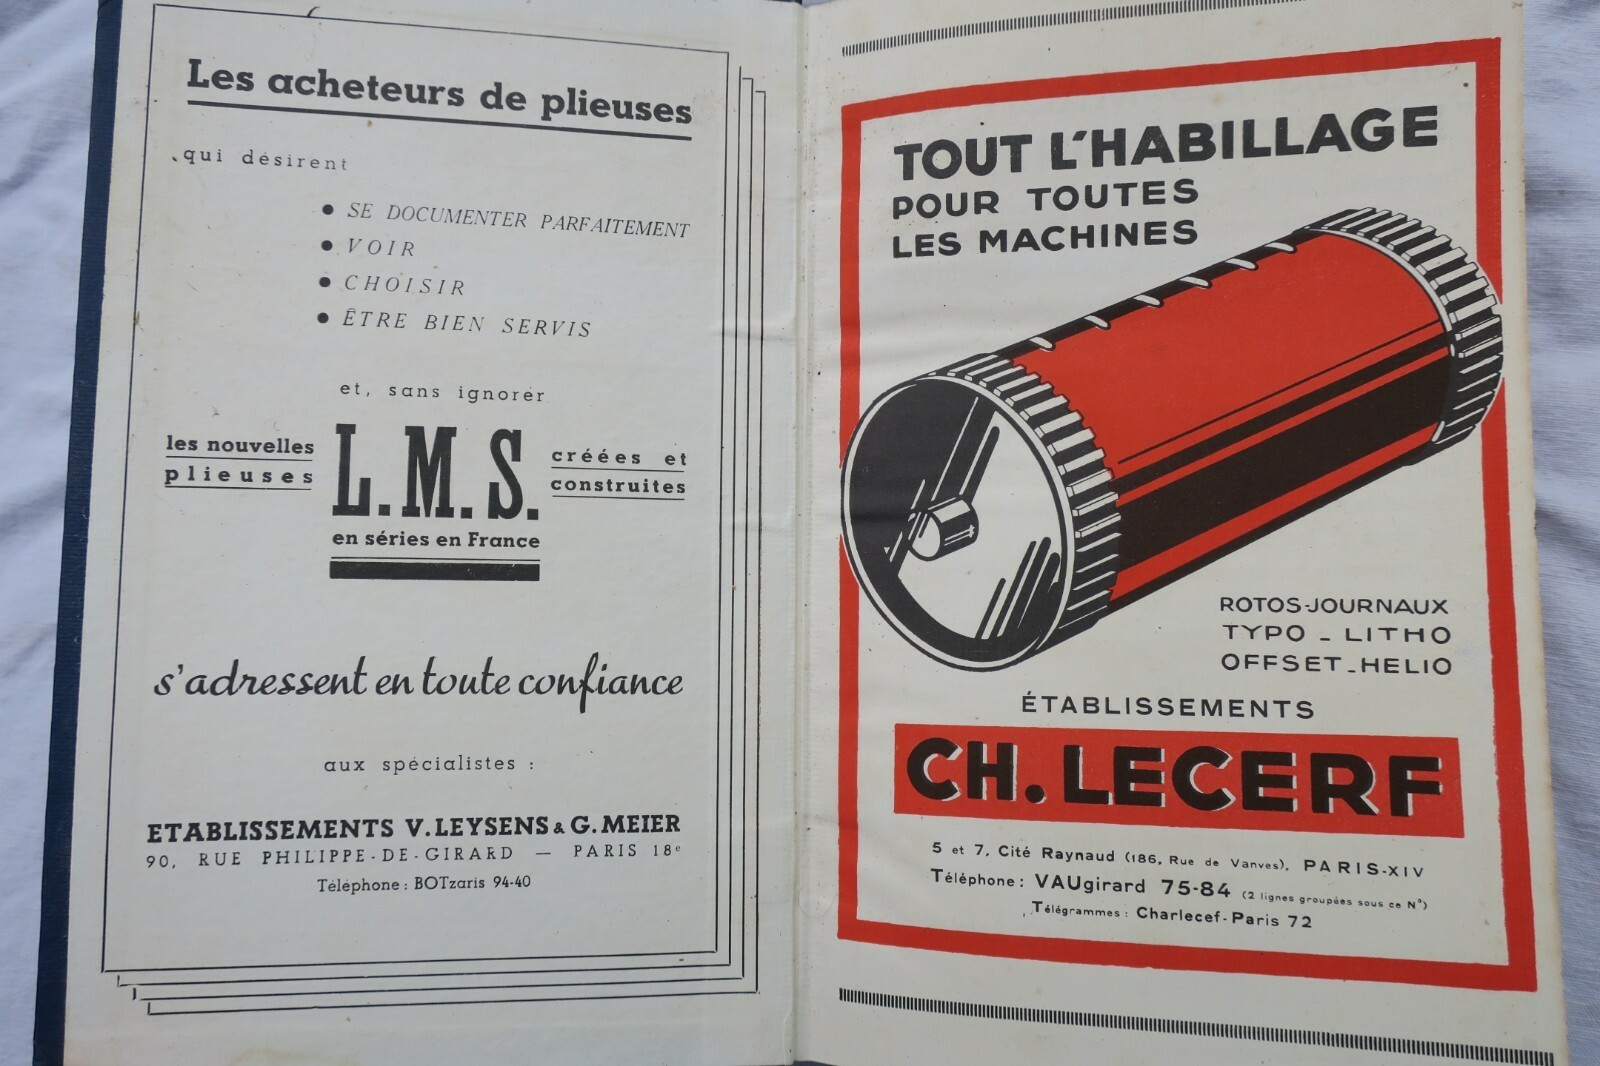 Les acheteurs de plieuses
qui désirent
● SE DOCUMENTER PARFAITEMENT
● VOIR
● CHOISIR
● ÊTRE BIEN SERVIS
et, sans ignorer
les nouvelles
plieuses
L.M.S.
créées et
construites
en séries en France
s'adressent en toute confiance
aux spécialistes :
ETABLISSEMENTS V. LEYSENS & G. MEIER
90, RUE PHILIPPE-DE-GIRARD — PARIS 18e
Téléphone : BOTzaris 94-40
TOUT L'HABILLAGE
POUR TOUTES
LES MACHINES
ROTOS-JOURNAUX
TYPO - LITHO
OFFSET-HELIO
ÉTABLISSEMENTS
CH. LECERF
5 et 7, Cité Raynaud (186, Rue de Vanves), PARIS-XIV
Téléphone : VAUgirard 75-84 (2 lignes groupées sous ce N°)
Télégrammes : Charlecef-Paris 72